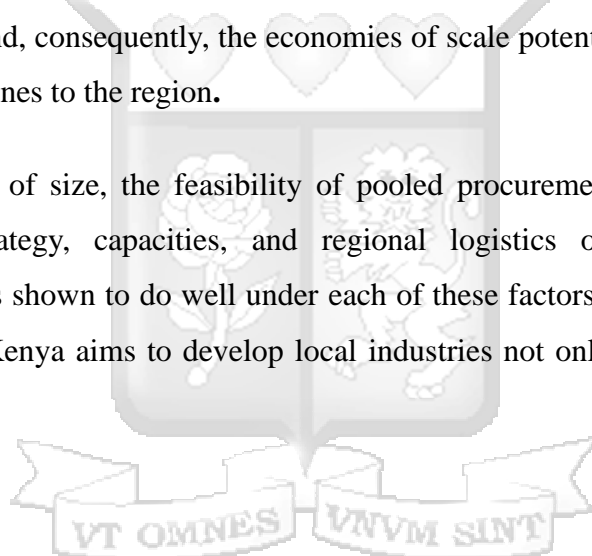 nd, consequently, the economies of scale potent
nes to the region.
of size, the feasibility of pooled procureme
ategy, capacities, and regional logistics o
s shown to do well under each of these factors
Kenya aims to develop local industries not onl
VT OMNES VNVM SINT